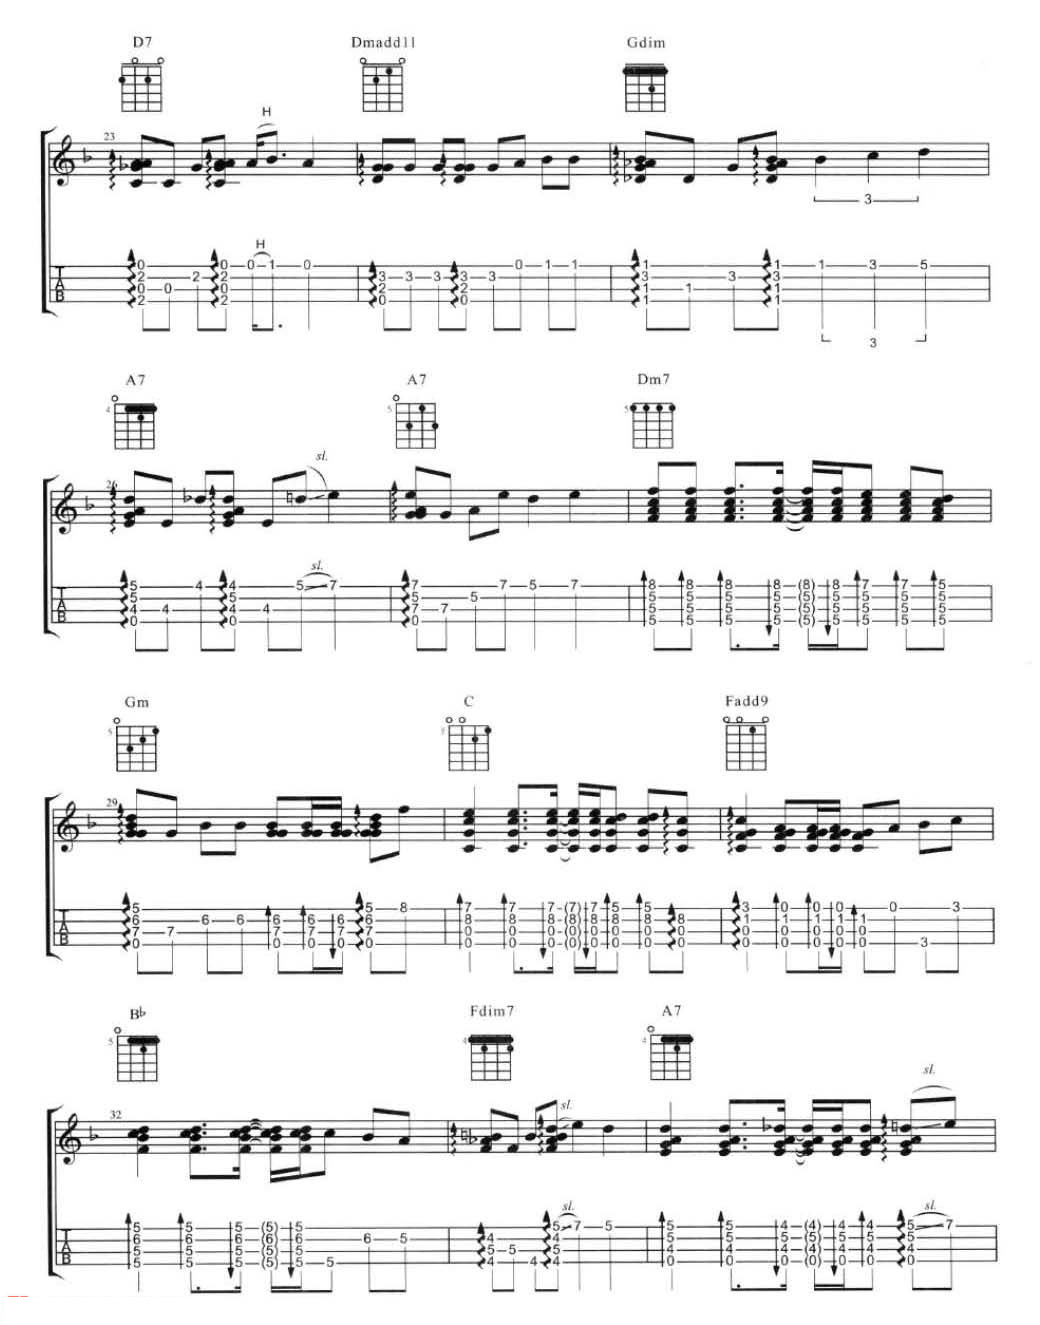 D7 Dmadd11 Gdim
H
23
3
H
0 0 0 1 0 0 1 1 1 1 1 3 5
2 2 2 3 3 3 3 3 3 3 3
0 0 0 2 2 1 1 1
2 2 0 0 1 1
3
A7 A7 Dm7
4 5 5
sl.
26
sl.
5 4 4 5 7 7 7 5 7 8 8 8 8 (8) 8 7 7 5
5 5 5 5 5 5 5 (5) 5 5 5 5
4 4 4 4 7 7 5 5 5 5 (5) 5 5 5 5
0 0 0 5 5 5 5 (5) 5 5 5 5
Gm C Fadd9
5
29
5 5 8 7 7 7 (7) 7 5 5 3 0 0 0 0 3
6 6 6 6 6 6 6 8 8 8 (8) 8 8 8 8 1 1 1 1 1
7 7 7 7 7 7 0 0 0 (0) 0 0 0 0 0 0 0 0 0
0 0 0 0 0 0 0 0 (0) 0 0 0 0 0 0 0 0 0 3
B♭ Fdim7 A7
5 4 4
sl.
sl.
32
sl. sl.
5 5 5 (5) 5 5 7 5 5 5 4 (4) 4 5 5 7
6 6 6 (6) 6 6 5 4 4 5 5 5 (5) 5 5 5
5 5 5 (5) 5 5 5 4 4 4 (4) 4 4 4
5 5 5 (5) 5 5 4 4 4 0 0 0 (0) 0 0 0